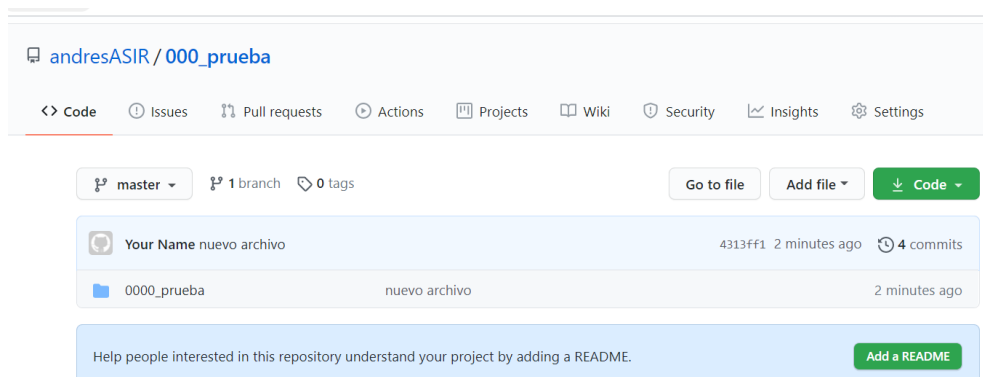 andresASIR / 000_prueba
Code Issues Pull requests Actions Projects Wiki Security Insights Settings
master 1 branch 0 tags Go to file Add file Code
Your Name nuevo archivo 4313ff1 2 minutes ago 4 commits
0000_prueba nuevo archivo 2 minutes ago
Help people interested in this repository understand your project by adding a README. Add a README